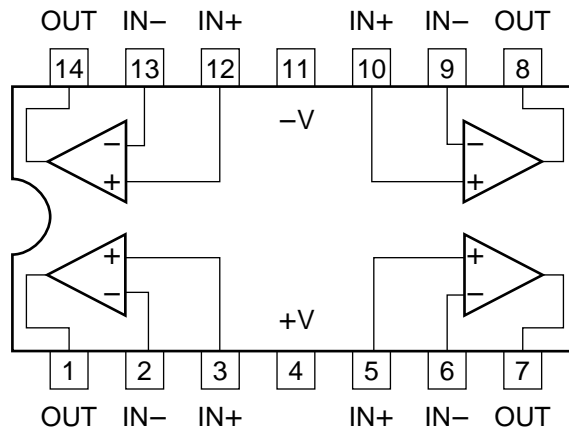 OUT IN− IN+ IN+ IN− OUT
14 13 12 11 10 9 8
−V
− −
+ +
+ +
− −
+V
1 2 3 4 5 6 7
OUT IN− IN+ IN+ IN− OUT